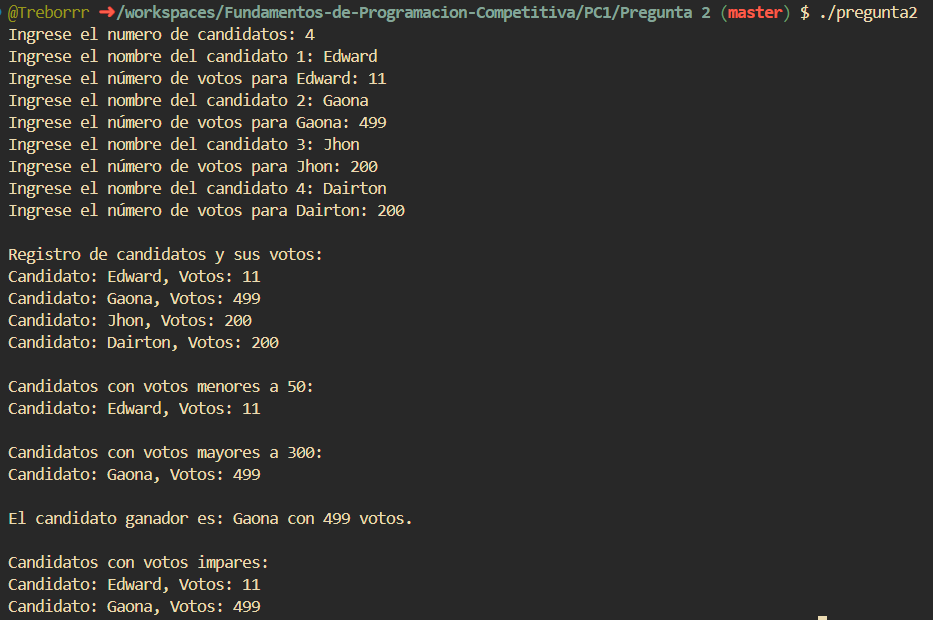 @Treborrr ➜/workspaces/Fundamentos-de-Programacion-Competitiva/PC1/Pregunta 2 (master) $ ./pregunta2
Ingrese el numero de candidatos: 4
Ingrese el nombre del candidato 1: Edward
Ingrese el número de votos para Edward: 11
Ingrese el nombre del candidato 2: Gaona
Ingrese el número de votos para Gaona: 499
Ingrese el nombre del candidato 3: Jhon
Ingrese el número de votos para Jhon: 200
Ingrese el nombre del candidato 4: Dairton
Ingrese el número de votos para Dairton: 200

Registro de candidatos y sus votos:
Candidato: Edward, Votos: 11
Candidato: Gaona, Votos: 499
Candidato: Jhon, Votos: 200
Candidato: Dairton, Votos: 200

Candidatos con votos menores a 50:
Candidato: Edward, Votos: 11

Candidatos con votos mayores a 300:
Candidato: Gaona, Votos: 499

El candidato ganador es: Gaona con 499 votos.

Candidatos con votos impares:
Candidato: Edward, Votos: 11
Candidato: Gaona, Votos: 499